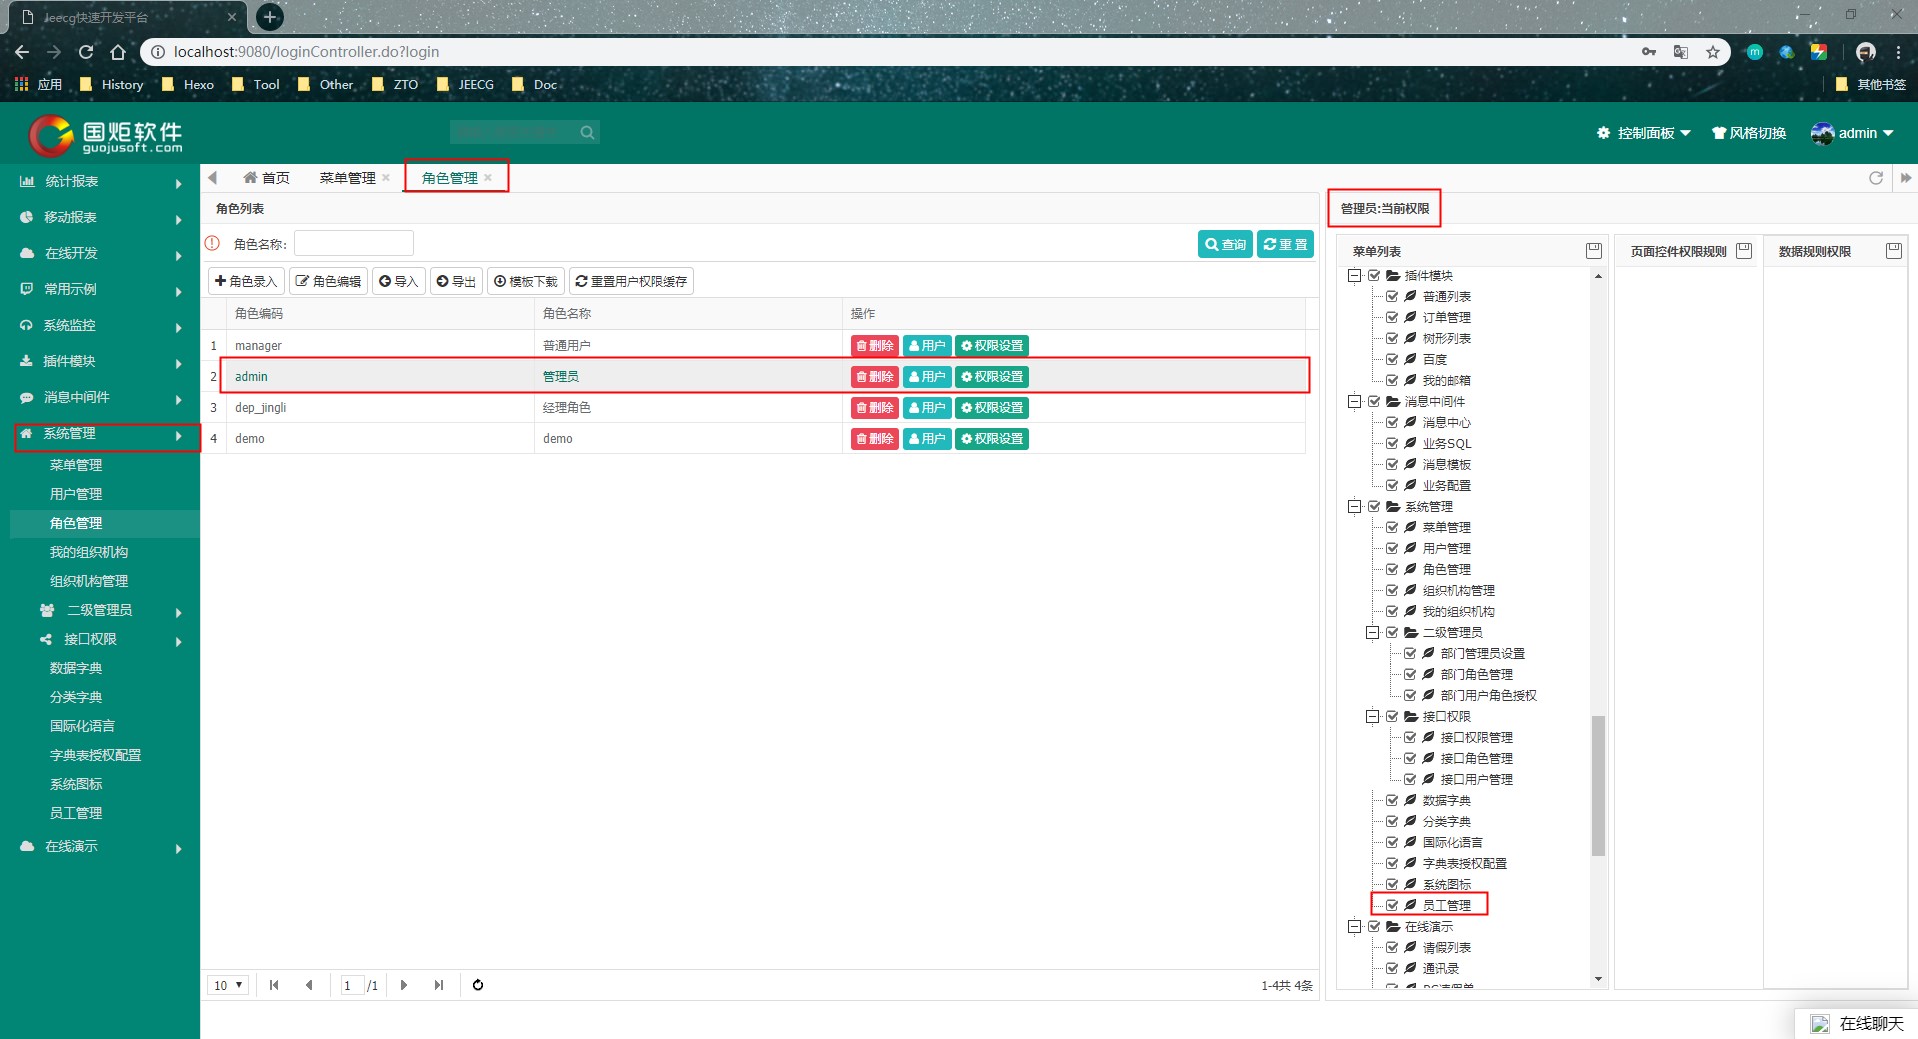 Jeecg快速开发平台
localhost:9080/loginController.do?login
应用 History Hexo Tool Other ZTO JEECG Doc 其他书签
国炬软件
guojusoft.com
控制面板 风格切换 admin
统计报表
移动报表
在线开发
常用示例
系统监控
插件模块
消息中间件
系统管理
菜单管理
用户管理
角色管理
我的组织机构
组织机构管理
二级管理员
接口权限
数据字典
分类字典
国际化语言
字典表授权配置
系统图标
员工管理
在线演示
首页 菜单管理 角色管理
角色列表
角色名称:
查询 重置
角色录入 角色编辑 导入 导出 模板下载 重置用户权限缓存
角色编码 角色名称 操作
1 manager 普通用户 删除 用户 权限设置
2 admin 管理员 删除 用户 权限设置
3 dep_jingli 经理角色 删除 用户 权限设置
4 demo demo 删除 用户 权限设置
10 1 /1 1-4共 4条
管理员:当前权限
菜单列表
插件模块
普通列表
订单管理
树形列表
百度
我的邮箱
消息中间件
消息中心
业务SQL
消息模板
业务配置
系统管理
菜单管理
用户管理
角色管理
组织机构管理
我的组织机构
二级管理员
部门管理员设置
部门角色管理
部门用户角色授权
接口权限
接口权限管理
接口角色管理
接口用户管理
数据字典
分类字典
国际化语言
字典表授权配置
系统图标
员工管理
在线演示
请假列表
通讯录
页面控件权限规则
数据规则权限
在线聊天